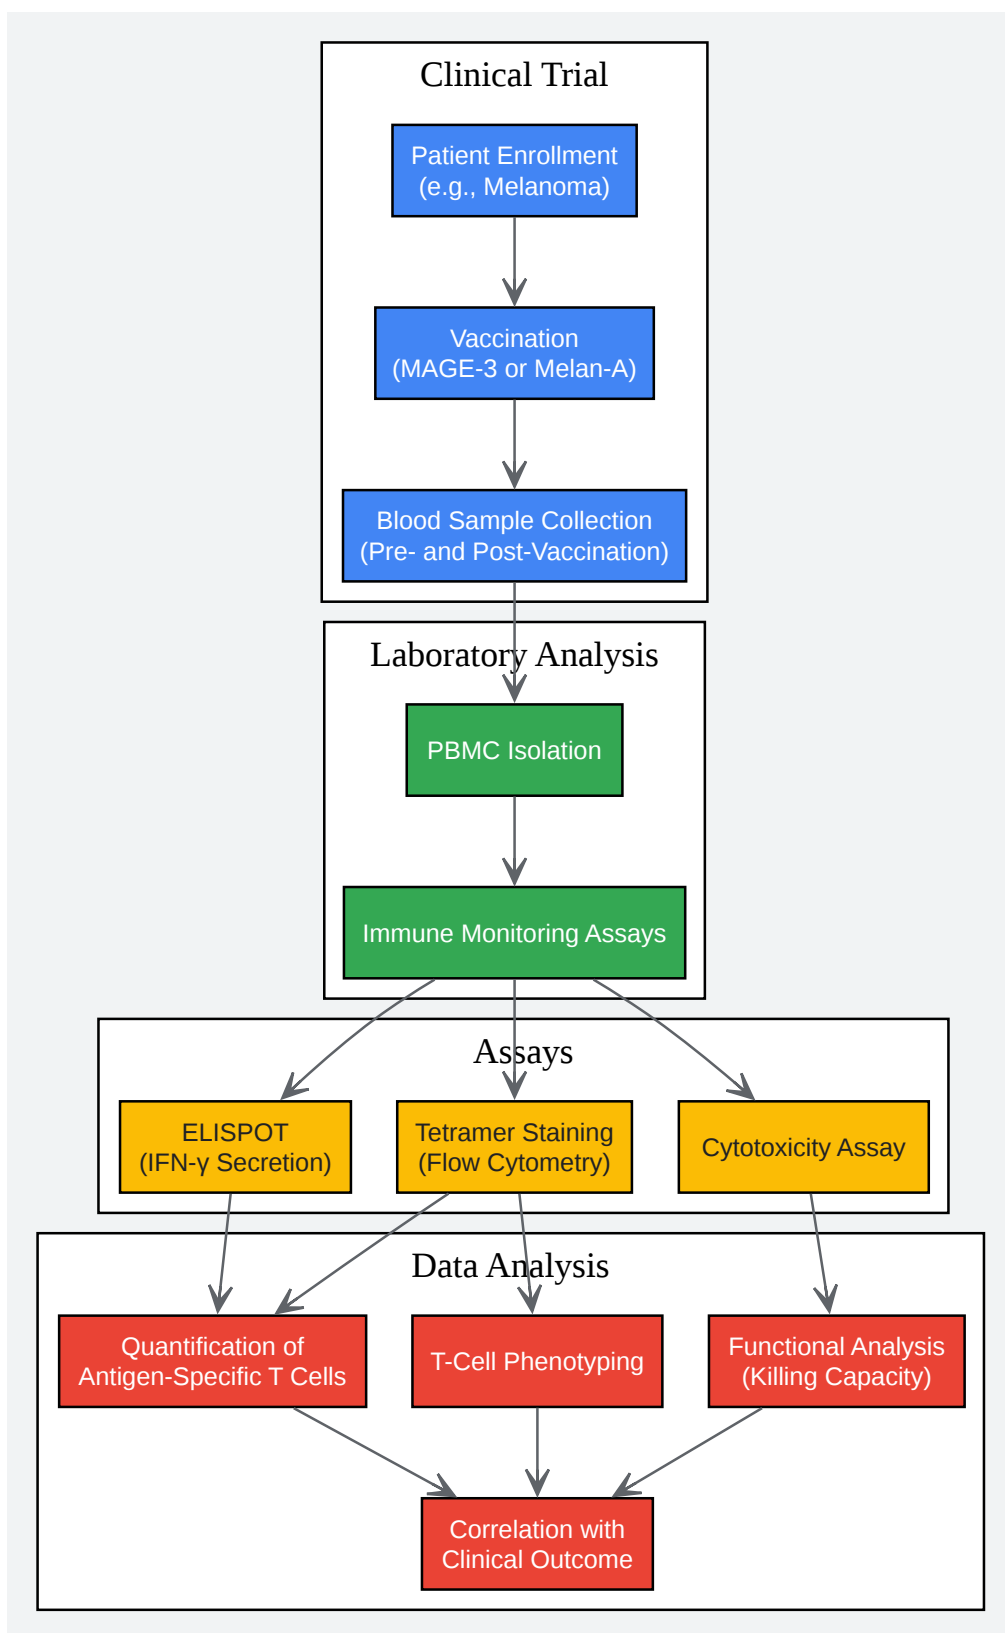 Clinical Trial
Patient Enrollment
(e.g., Melanoma)
Vaccination
(MAGE-3 or Melan-A)
Blood Sample Collection
(Pre- and Post-Vaccination)
Laboratory Analysis
PBMC Isolation
Immune Monitoring Assays
Assays
ELISPOT
(IFN-γ Secretion)
Tetramer Staining
(Flow Cytometry)
Cytotoxicity Assay
Data Analysis
Quantification of
Antigen-Specific T Cells
T-Cell Phenotyping
Functional Analysis
(Killing Capacity)
Correlation with
Clinical Outcome